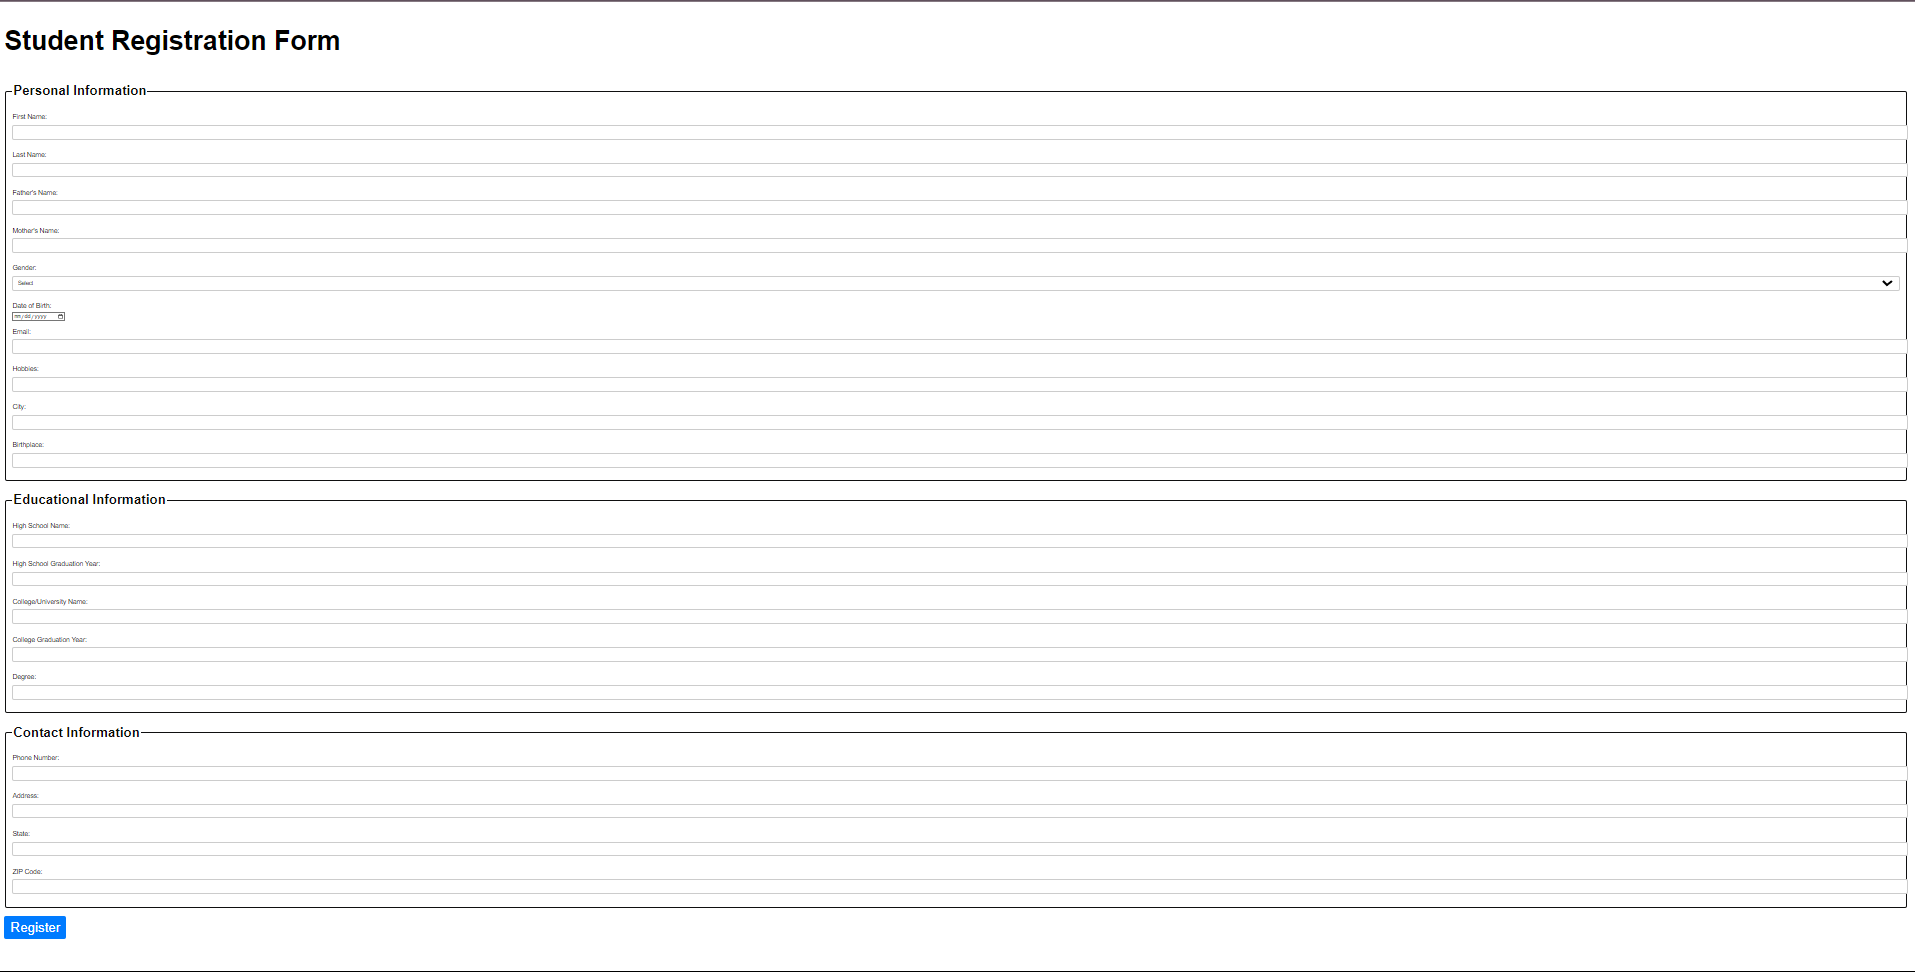 Student Registration Form
Personal Information
First Name:
Last Name:
Father's Name:
Mother's Name:
Gender:
Select
Date of Birth:
mm/dd/yyyy
Email:
Hobbies:
City:
Birthplace:
Educational Information
High School Name:
High School Graduation Year:
College/University Name:
College Graduation Year:
Degree:
Contact Information
Phone Number:
Address:
State:
ZIP Code:
Register